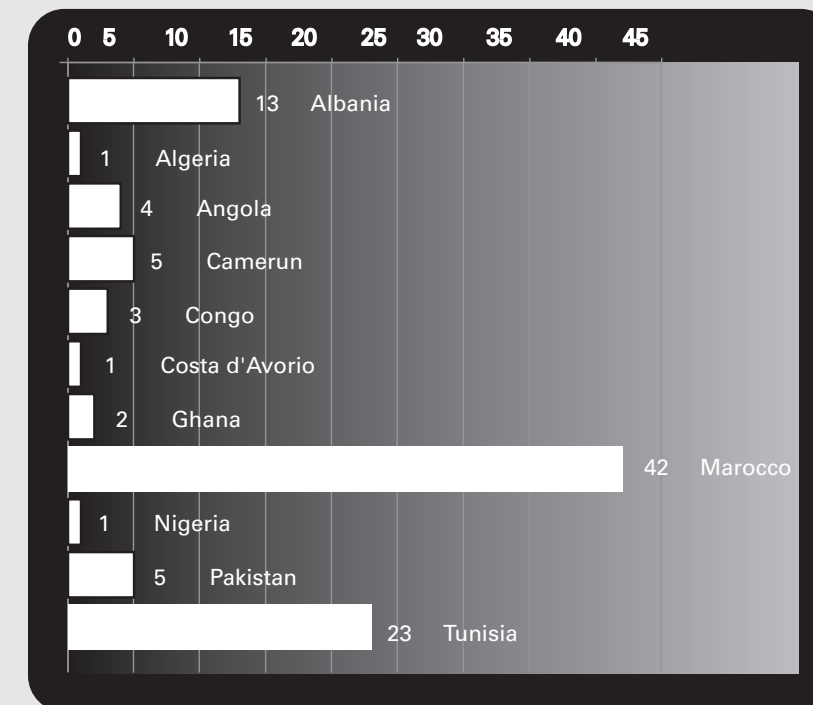 0 5 10 15 20 25 30 35 40 45
13 Albania
1 Algeria
4 Angola
5 Camerun
3 Congo
1 Costa d'Avorio
2 Ghana
42 Marocco
1 Nigeria
5 Pakistan
23 Tunisia